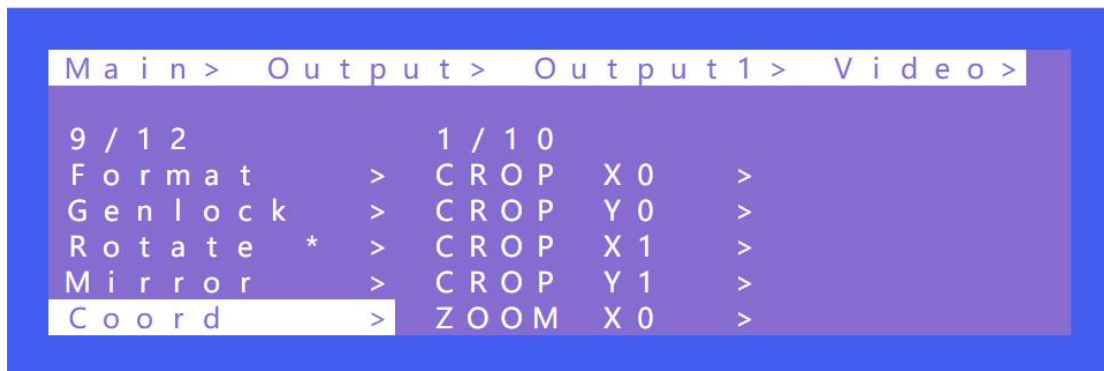 Main> Output> Output1> Video>
9/12 1/10
Format > CROP X0 >
Genlock > CROP Y0 >
Rotate * > CROP X1 >
Mirror > CROP Y1 >
Coord > ZOOM X0 >